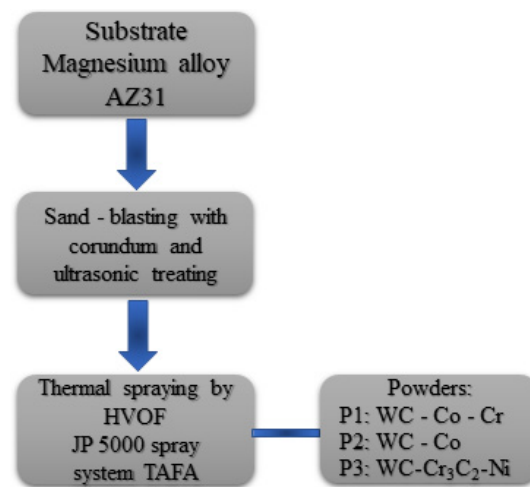 Substrate
Magnesium alloy
AZ31
Sand - blasting with
corundum and
ultrasonic treating
Thermal spraying by
HVOF
JP 5000 spray
system TAFA
Powders:
P1: WC - Co - Cr
P2: WC - Co
P3: WC-Cr₃C₂-Ni